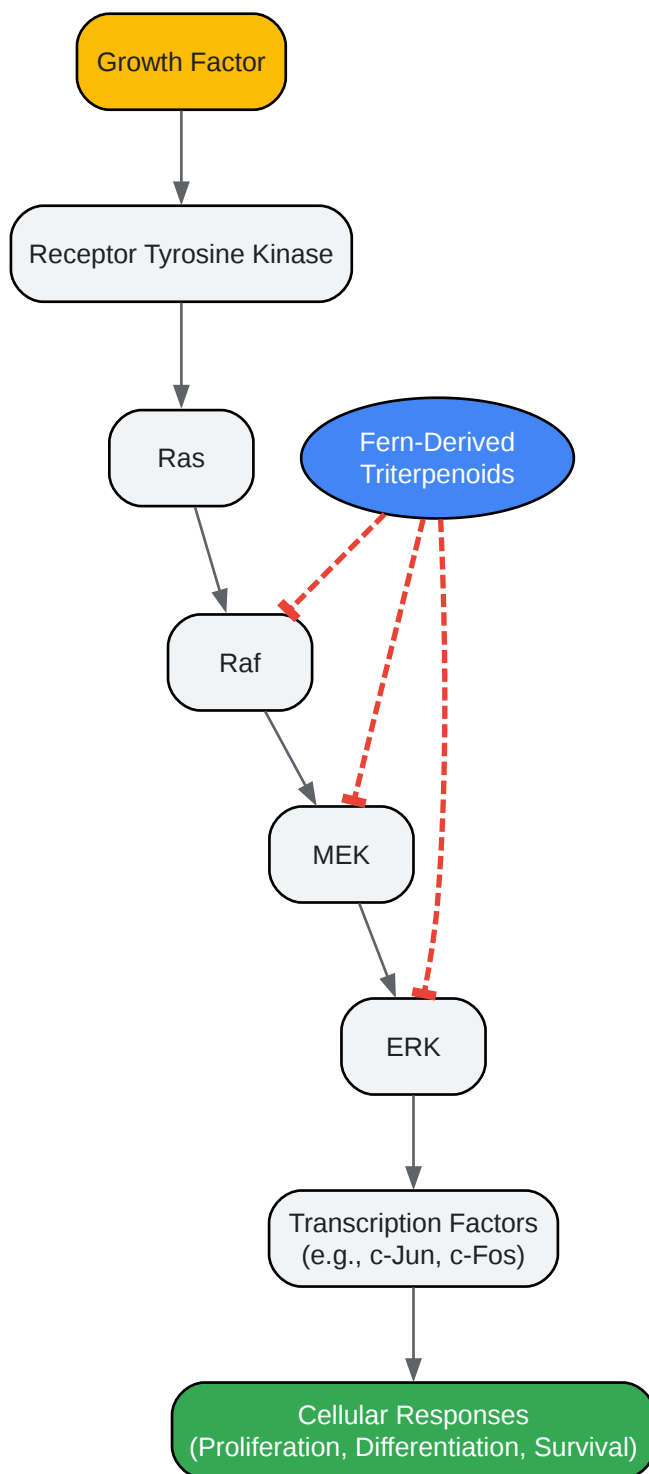 Growth Factor
Receptor Tyrosine Kinase
Ras
Fern-Derived
Triterpenoids
Raf
MEK
ERK
Transcription Factors
(e.g., c-Jun, c-Fos)
Cellular Responses
(Proliferation, Differentiation, Survival)